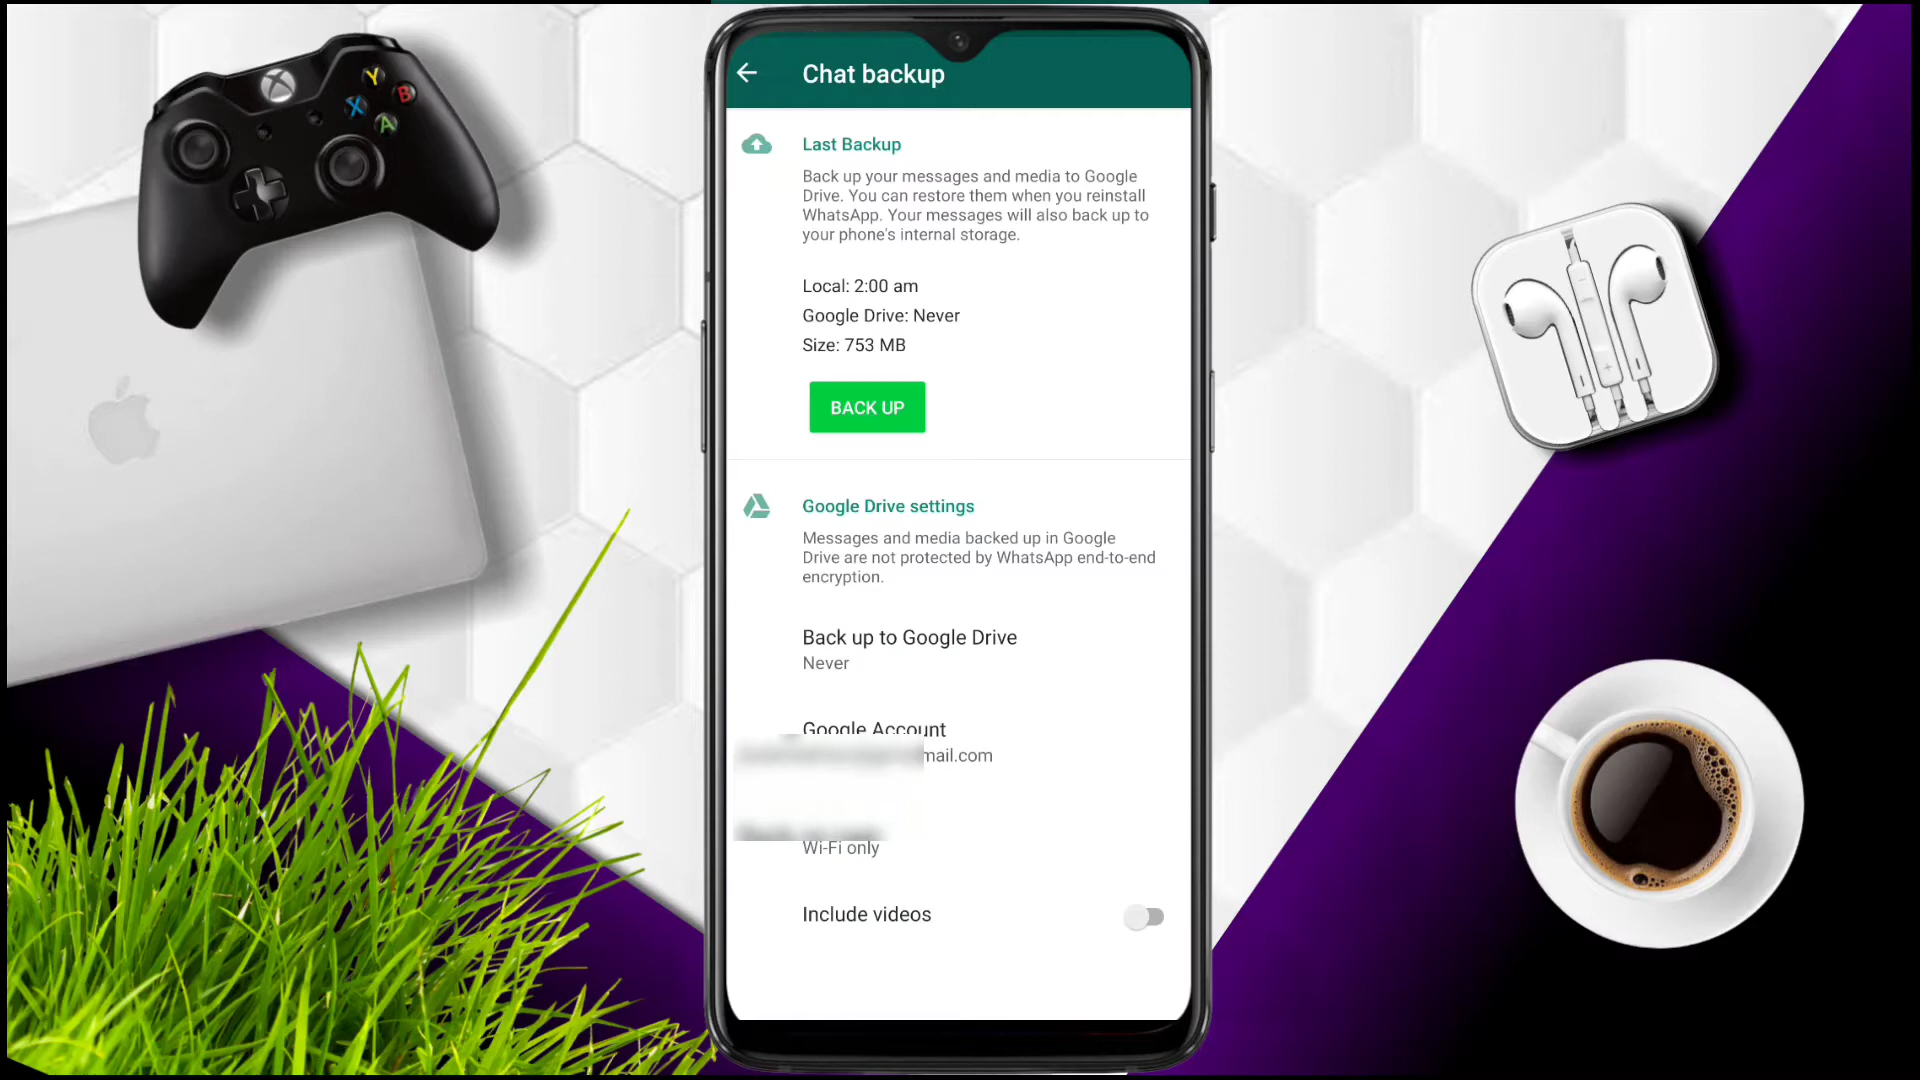 Chat backup
Last Backup
Back up your messages and media to Google
Drive. You can restore them when you reinstall
WhatsApp. Your messages will also back up to
your phone's internal storage.
Local: 2:00 am
Google Drive: Never
Size: 753 MB
BACK UP
Google Drive settings
Messages and media backed up in Google
Drive are not protected by WhatsApp end-to-end
encryption.
Back up to Google Drive
Never
Google Account
mail.com
Wi-Fi only
Include videos
Y
X
B
A